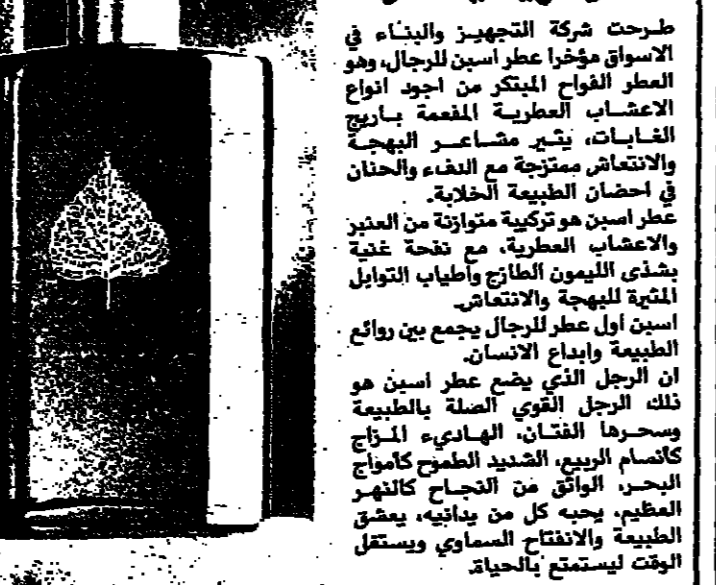 طرحت شركة التجهيز والبناء في
الاسواق مؤخرا عطر اسبن للرجال، وهو
العطر الفواح المبتكر من اجود انواع
الاعشاب العطرية المفعمة باريج
الغابات، يثير مشاعر البهجة
والانتعاش ممتزجة مع الدفء والحنان
في احضان الطبيعة الخلابة.
عطر اسبن هو تركيبة متوازنة من العنبر
والاعشاب العطرية، مع نفحة غنية
بشذى الليمون الطازج وأطياب التوابل
المثيرة للبهجة والانتعاش.
اسبن أول عطر للرجال يجمع بين روائع
الطبيعة وابداع الانسان.
ان الرجل الذي يضع عطر اسبن هو
ذلك الرجل القوي الصلة بالطبيعة
وسحرها الفتان، الهاديء المزاج
كأنسام الربيع، الشديد الطموح كأمواج
البحر، الواثق من النجاح كالنهر
العظيم، يحبه كل من يدانيه، يعشق
الطبيعة والانفتاح السماوي ويستقل
الوقت ليستمتع بالحياة.